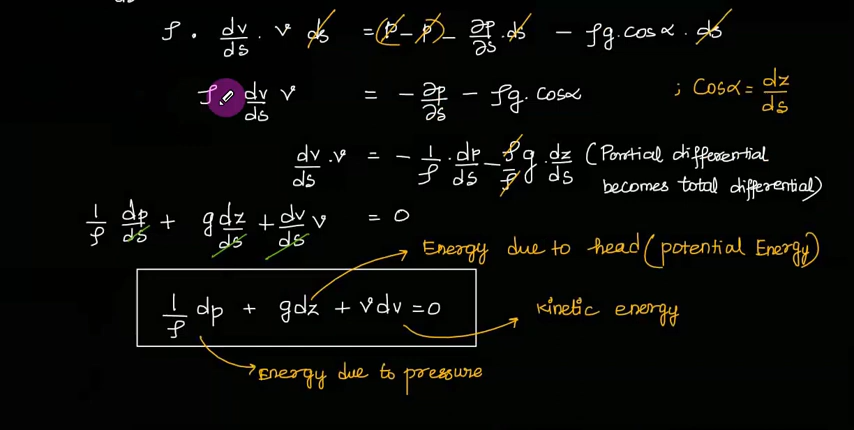 ds
ρ · dv/ds · v ds = (p − p) − ∂p/∂s · ds − ρg · cosα · ds
ρ · dv/ds v = − ∂p/∂s − ρg · cosα ; Cosα = dz/ds
dv/ds · v = − 1/ρ · dp/ds − ρ/ρ g · dz/ds (Partial differential
becomes total differential)
1/ρ dp/ds + g dz/ds + dv/ds v = 0
Energy due to head (potential Energy)
1/ρ dp + gdz + vdv = 0
kinetic energy
Energy due to pressure